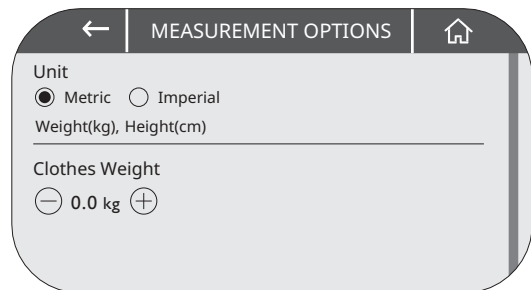 MEASUREMENT OPTIONS
Unit
Metric Imperial
Weight(kg), Height(cm)
Clothes Weight
0.0 kg